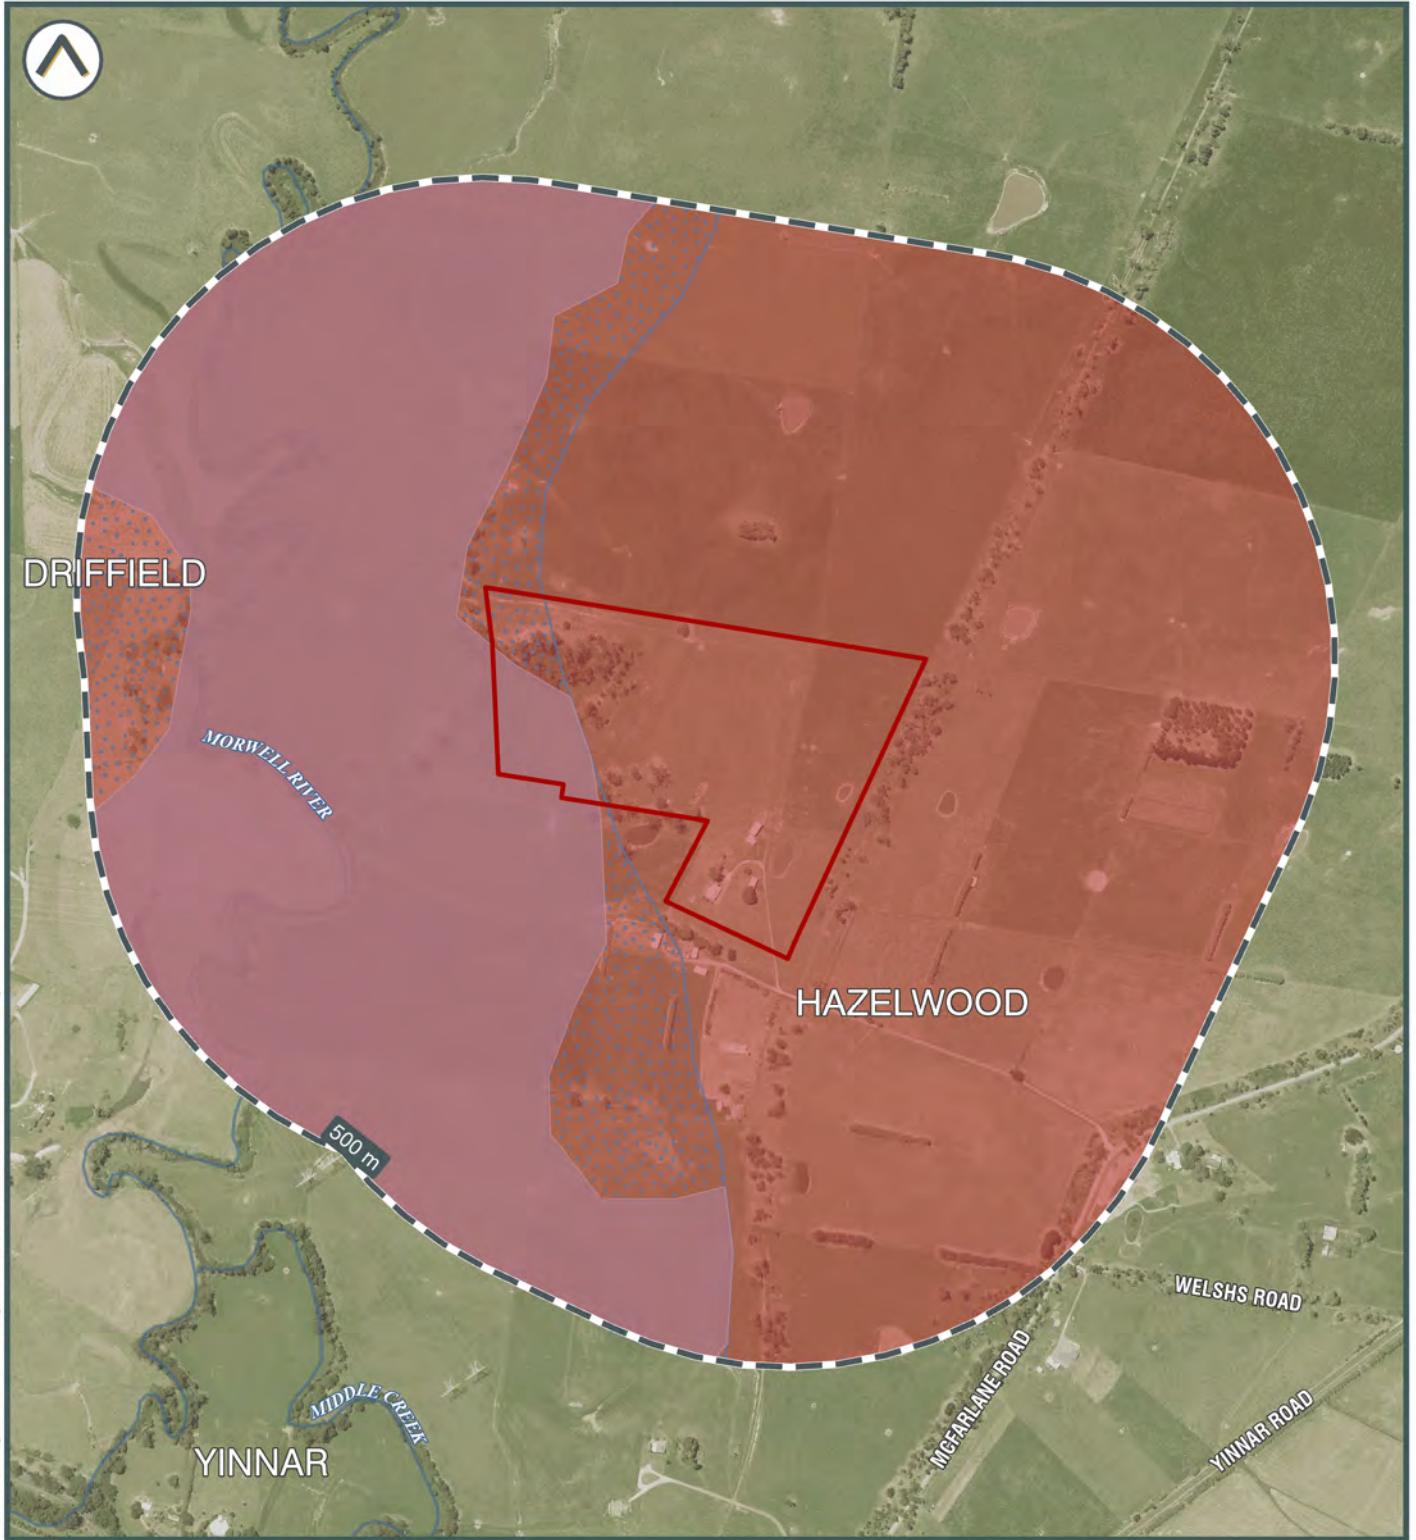 DRIFFIELD
MORWELL RIVER
HAZELWOOD
500 m
WELSHS ROAD
MCFARLANE ROAD
MIDDLE CREEK
YINNAR ROAD
YINNAR